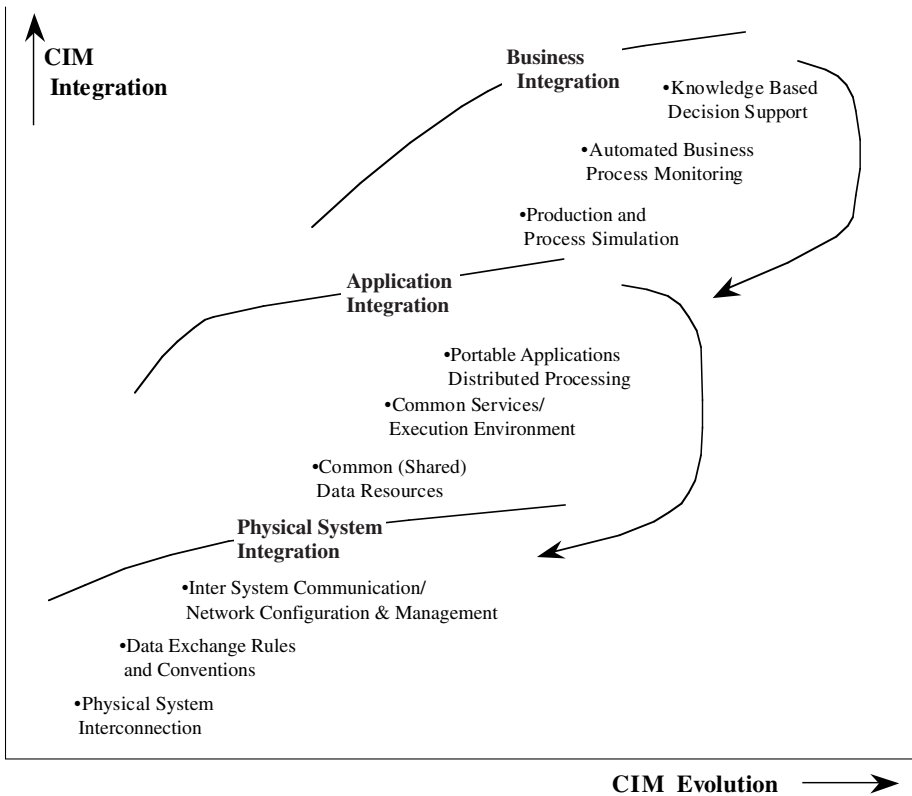 CIM
Integration
Business
Integration
•Knowledge Based
Decision Support
•Automated Business
Process Monitoring
•Production and
Process Simulation
Application
Integration
•Portable Applications
Distributed Processing
•Common Services/
Execution Environment
•Common (Shared)
Data Resources
Physical System
Integration
•Inter System Communication/
Network Configuration & Management
•Data Exchange Rules
and Conventions
•Physical System
Interconnection
CIM Evolution